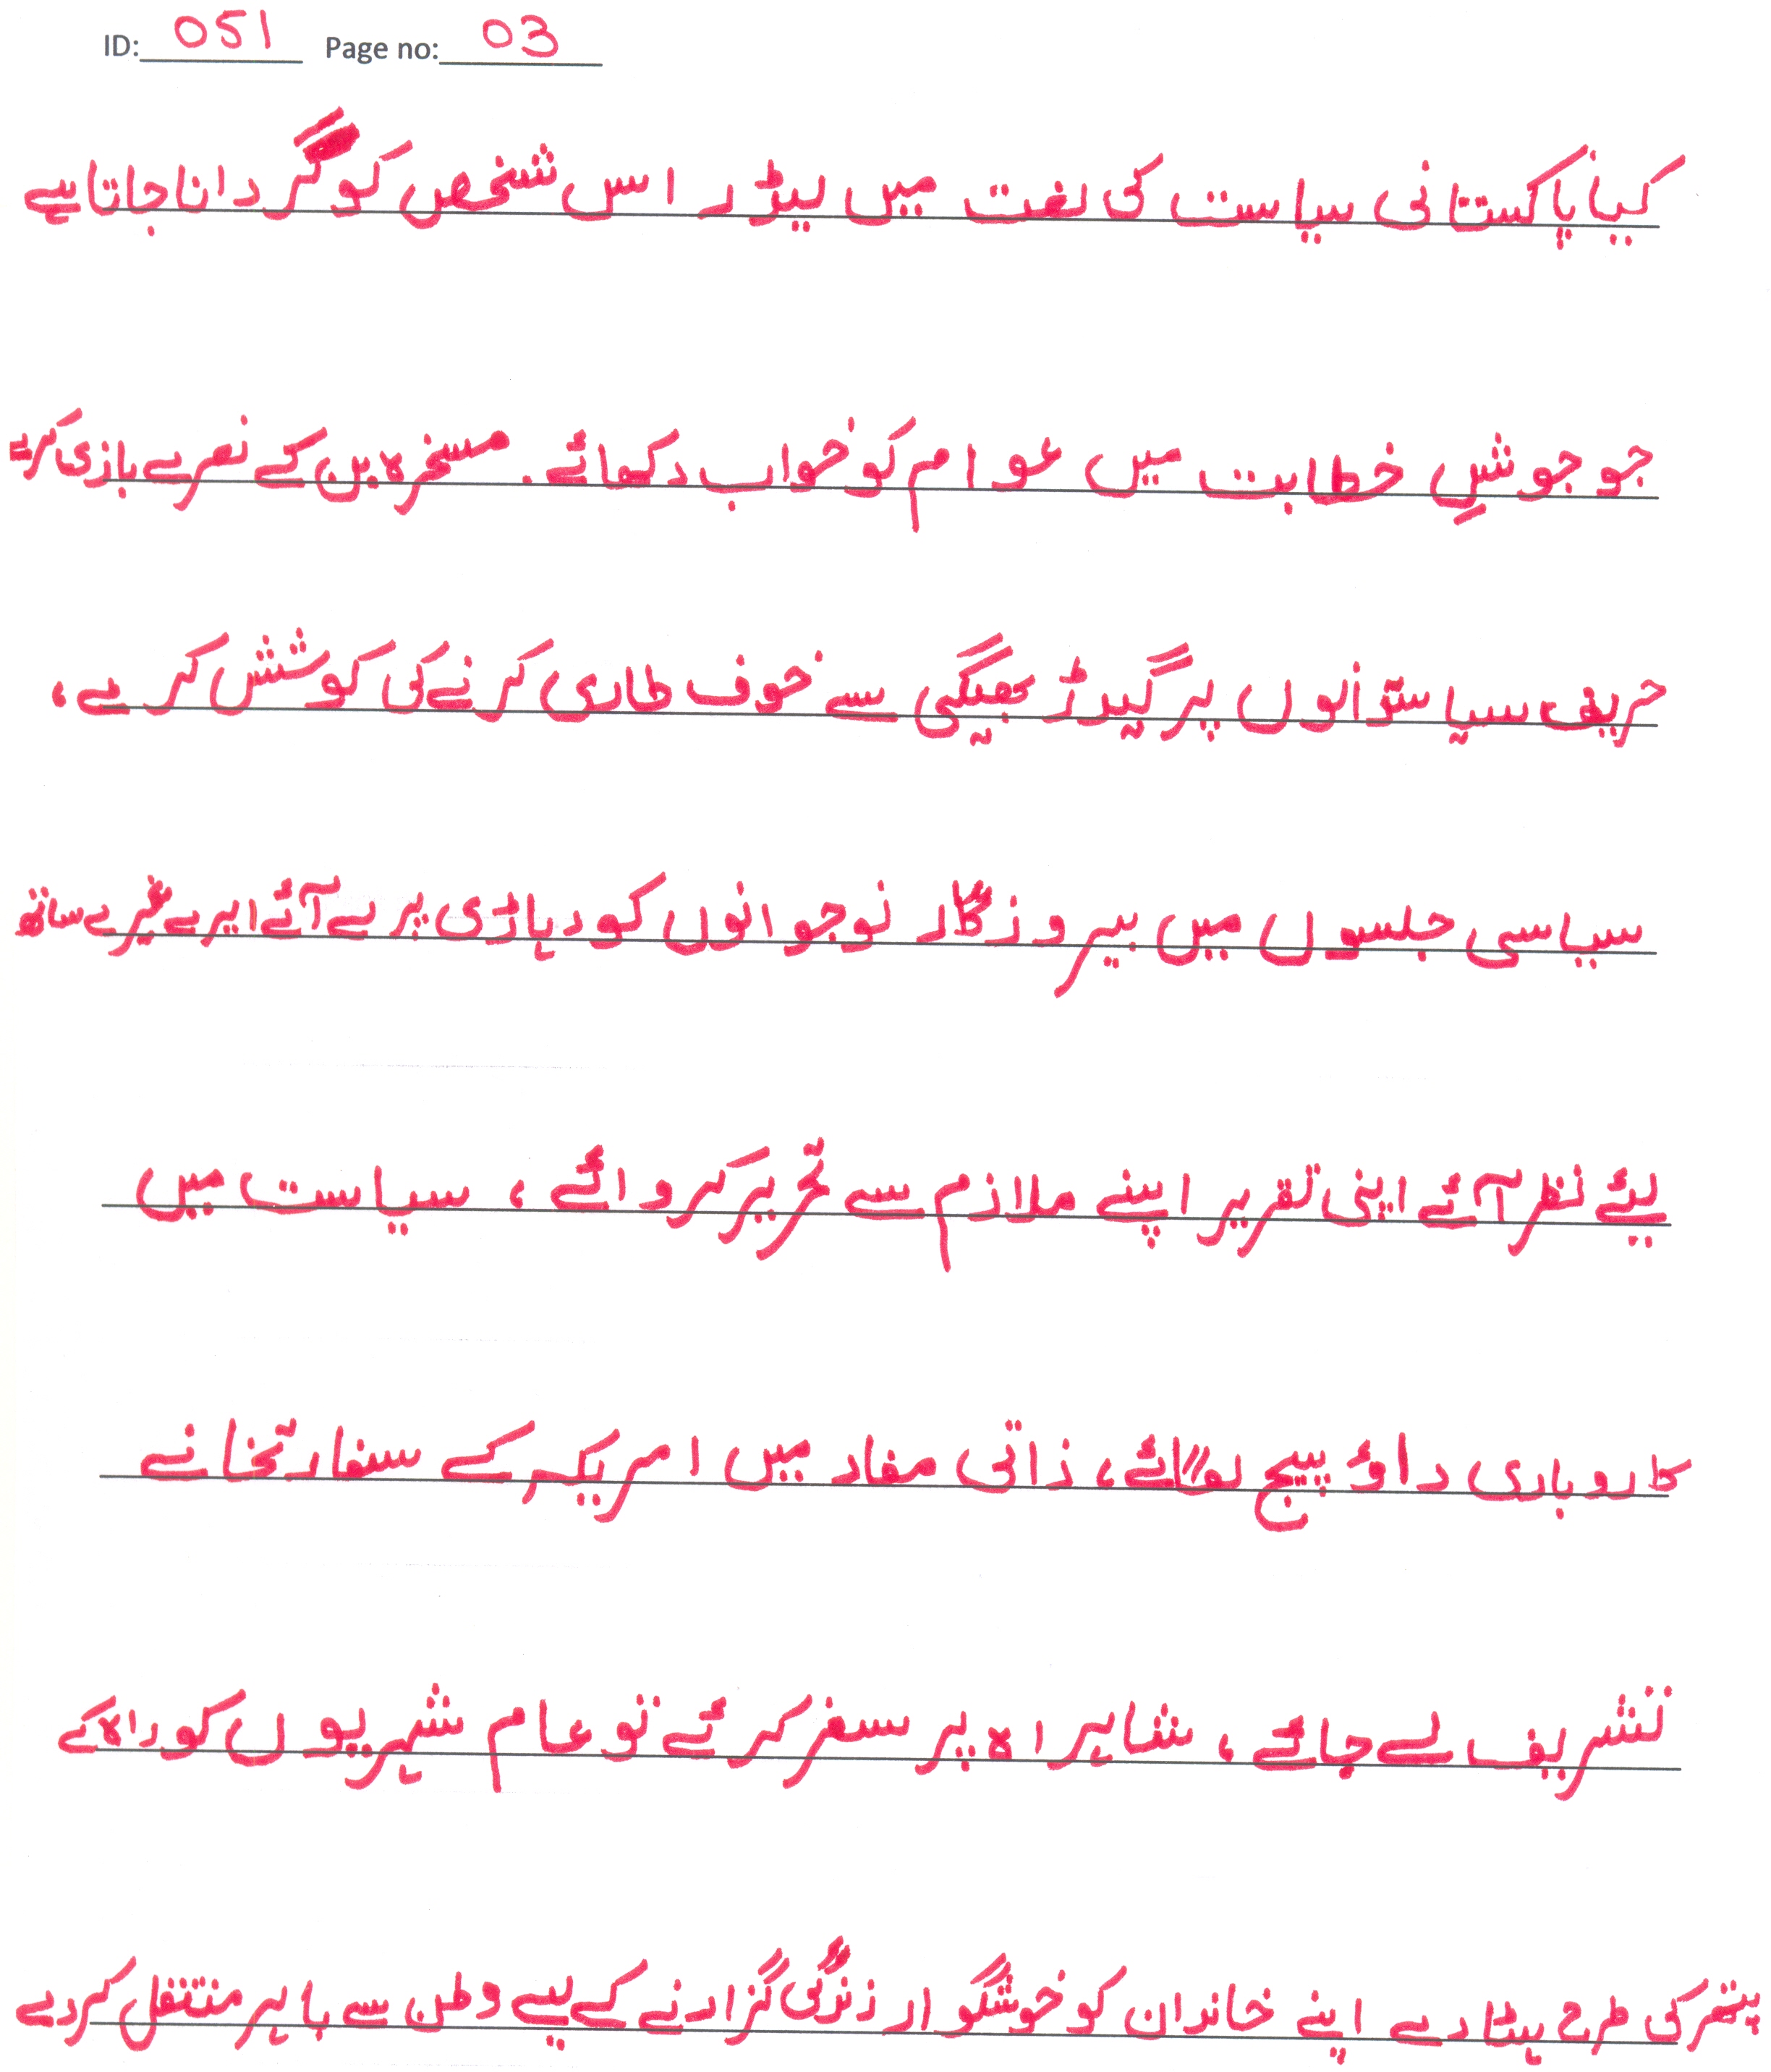 ID: 051 Page no: 03
کیا پاکستانی سیاست کی لغت میں لیڈر اس شخص کو گردانا جاتا ہے
جو جوشِ خطابت میں عوام کو خواب دکھائے۔ مسخرہ بن کے نعرے بازی کرے
حریف سیاستدانوں پر گیدڑ بھبکی سے خوف طاری کرنے کی کوشش کرے،
سیاسی جلسوں میں بیروزگار نوجوانوں کو دہاڑی پر لے آئے ایرے غیرے ساتھ
لیئے نظر آئے اپنی تقریر اپنے ملازم سے تحریر کروائے، سیاست میں
کاروباری داؤ پیچ لگائے، ذاتی مفاد میں امریکہ کے سفارتخانے
تشریف لے جائے، شاہراہ پر سفر کرئے تو عام شہریوں کو راہ کے
پتھر کی طرح ہٹا دے اپنے خاندان کو خوشگوار زندگی گزارنے کے لیے وطن سے باہر منتقل کردے